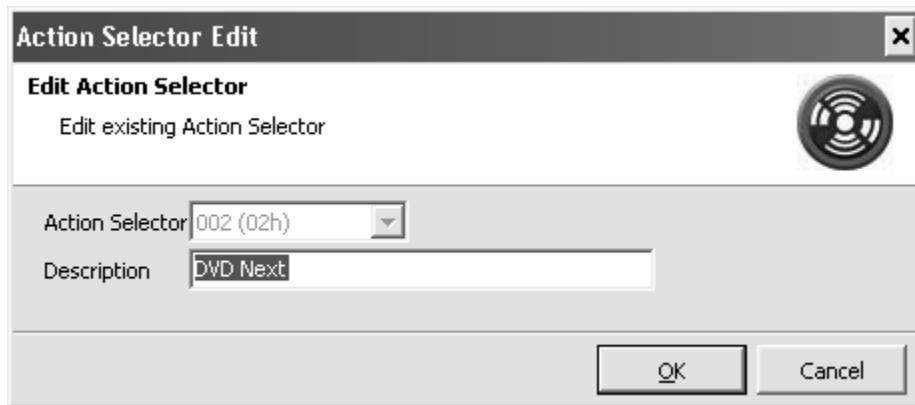 Action Selector Edit
Edit Action Selector
Edit existing Action Selector
Action Selector 002 (02h)
Description DVD Next
OK Cancel